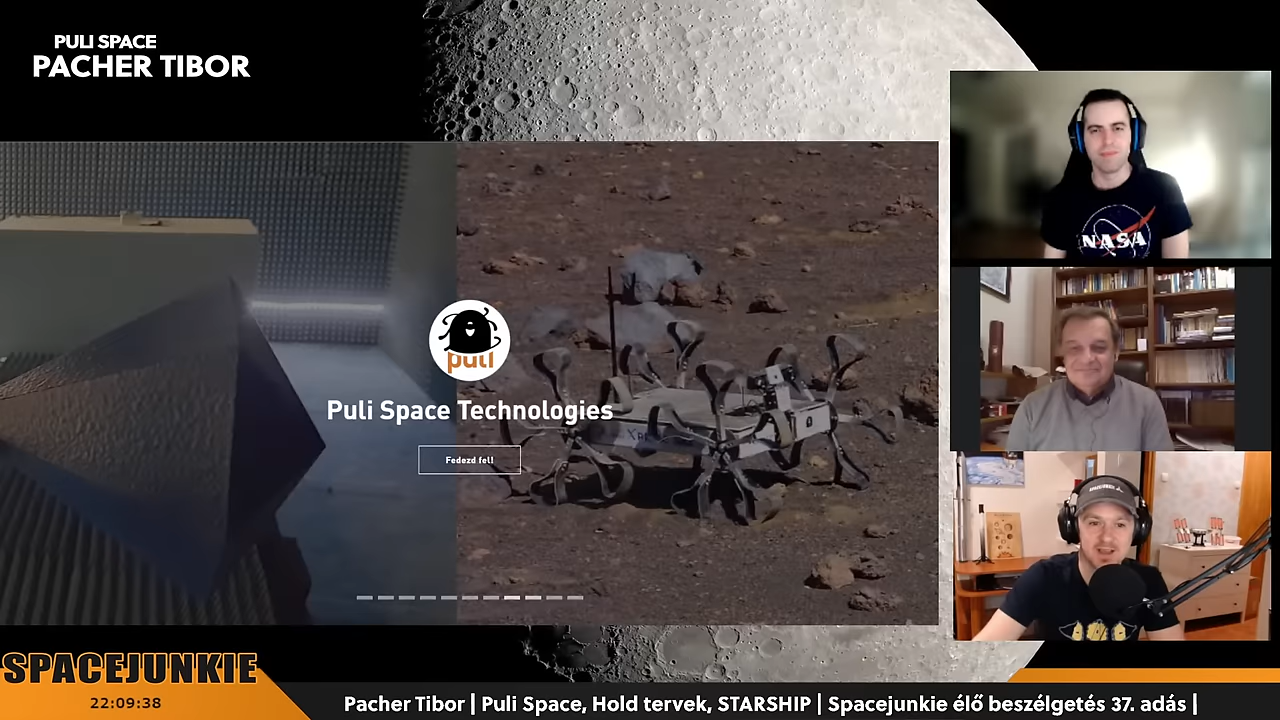 PULI SPACE
PACHER TIBOR
NASA
puli
Puli Space Technologies
Fedezd fel!
SPACEJUNKIE
22:09:38
Pacher Tibor | Puli Space, Hold tervek, STARSHIP | Spacejunkie élő beszélgetés 37. adás |